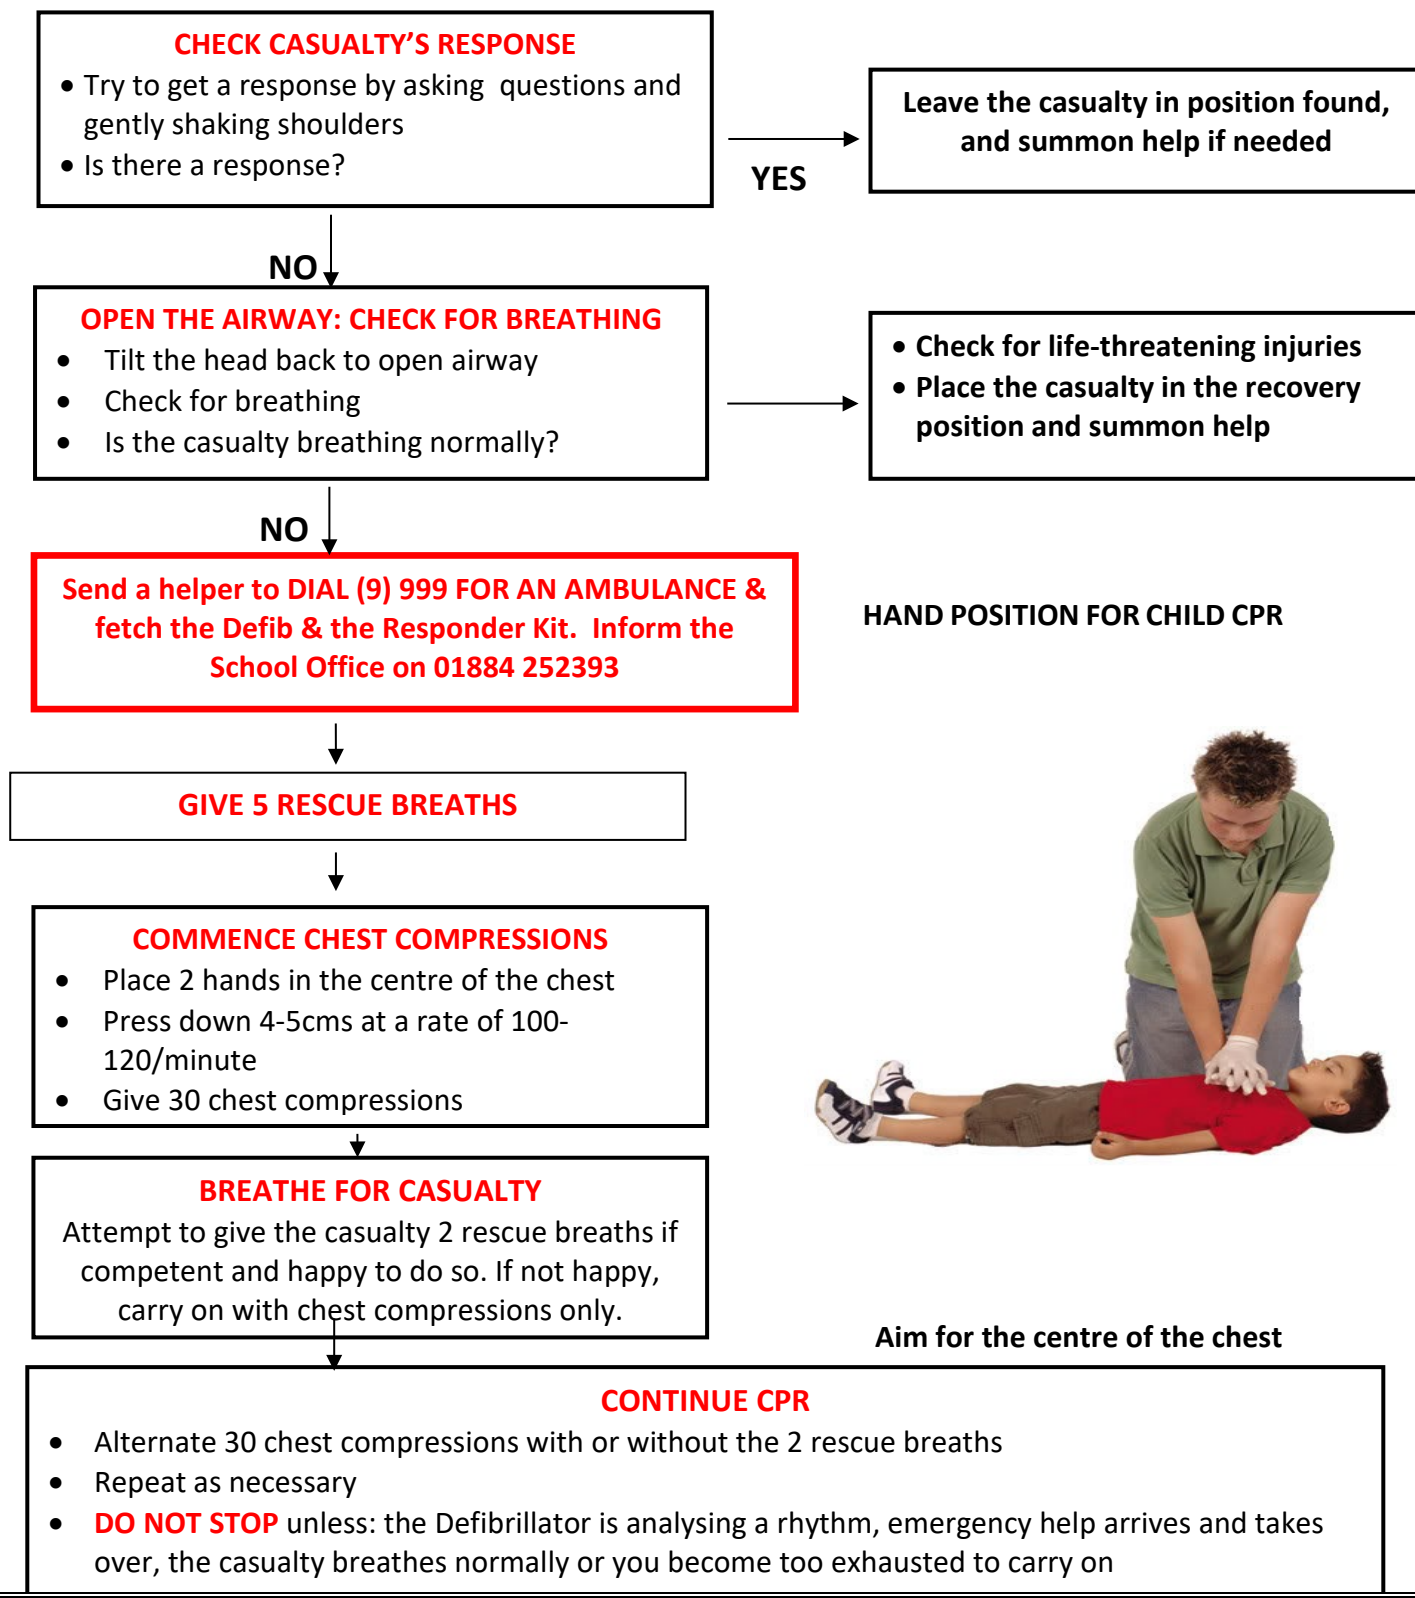 CHECK CASUALTY’S RESPONSE
• Try to get a response by asking  questions and
gently shaking shoulders
• Is there a response?
YES
Leave the casualty in position found,
and summon help if needed
NO
OPEN THE AIRWAY: CHECK FOR BREATHING
• Tilt the head back to open airway
• Check for breathing
• Is the casualty breathing normally?
• Check for life-threatening injuries
• Place the casualty in the recovery
position and summon help
NO
Send a helper to DIAL (9) 999 FOR AN AMBULANCE &
fetch the Defib & the Responder Kit.  Inform the
School Office on 01884 252393
HAND POSITION FOR CHILD CPR
GIVE 5 RESCUE BREATHS
COMMENCE CHEST COMPRESSIONS
• Place 2 hands in the centre of the chest
• Press down 4-5cms at a rate of 100-
120/minute
• Give 30 chest compressions
BREATHE FOR CASUALTY
Attempt to give the casualty 2 rescue breaths if
competent and happy to do so. If not happy,
carry on with chest compressions only.
Aim for the centre of the chest
CONTINUE CPR
• Alternate 30 chest compressions with or without the 2 rescue breaths
• Repeat as necessary
• DO NOT STOP unless: the Defibrillator is analysing a rhythm, emergency help arrives and takes
over, the casualty breathes normally or you become too exhausted to carry on